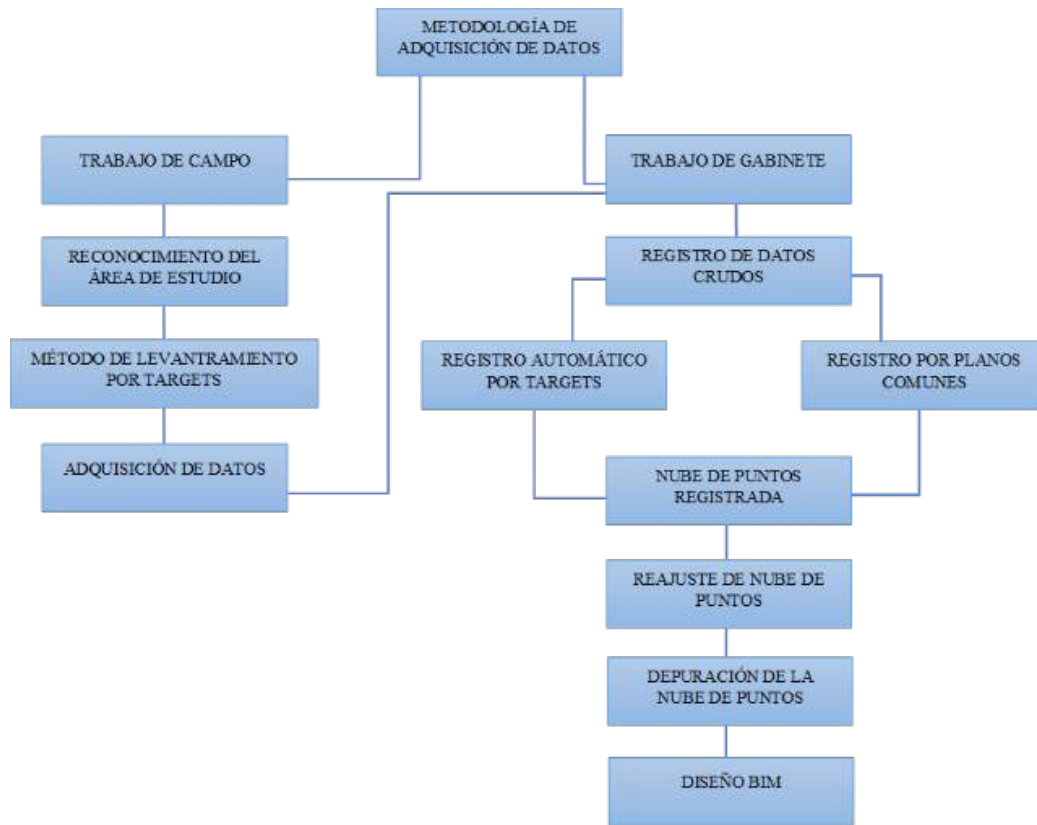 METODOLOGÍA DE
ADQUISICIÓN DE DATOS
TRABAJO DE CAMPO
TRABAJO DE GABINETE
RECONOCIMIENTO DEL
ÁREA DE ESTUDIO
REGISTRO DE DATOS
CRUDOS
MÉTODO DE LEVANTRAMIENTO
POR TARGETS
REGISTRO AUTOMÁTICO
POR TARGETS
REGISTRO POR PLANOS
COMUNES
ADQUISICIÓN DE DATOS
NUBE DE PUNTOS
REGISTRADA
REAJUSTE DE NUBE DE
PUNTOS
DEPURACIÓN DE LA
NUBE DE PUNTOS
DISEÑO BIM